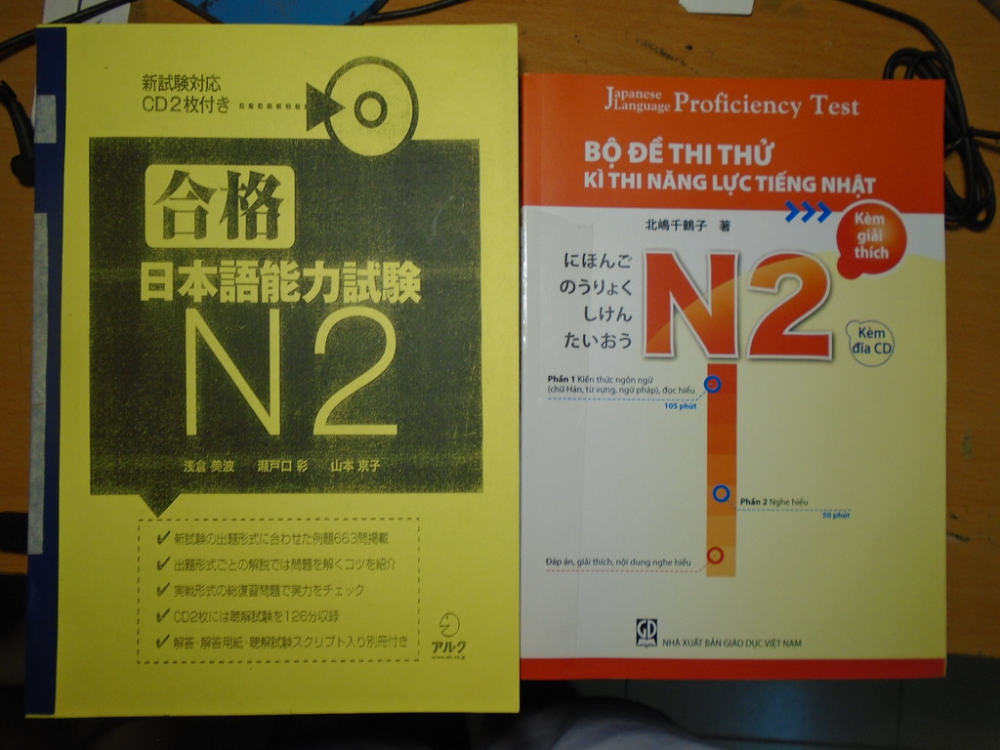 新試験対応
CD2枚付き
合格
日本語能力試験
N2
浅倉 美波 瀬戸口 彩 山本 京子
✔ 新試験の出題形式に合わせた例題663問掲載
✔ 出題形式ごとの解説では問題を解くコツを紹介
✔ 実戦形式の総復習問題で実力をチェック
✔ CD2枚には聴解試験を126分収録
✔ 解答・解答用紙・聴解試験スクリプト入り別冊付き
アルク
Japanese Language Proficiency Test
BỘ ĐỀ THI THỬ
KÌ THI NĂNG LỰC TIẾNG NHẬT
北嶋千鶴子 著
Kèm
giải
thích
にほんご
のうりょく
しけん
たいおう
N2
Kèm
đĩa CD
Phần 1 Kiến thức ngôn ngữ
(chữ Hán, từ vựng, ngữ pháp), đọc hiểu
105 phút
Phần 2 Nghe hiểu
50 phút
Đáp án, giải thích, nội dung nghe hiểu
GD
NHÀ XUẤT BẢN GIÁO DỤC VIỆT NAM